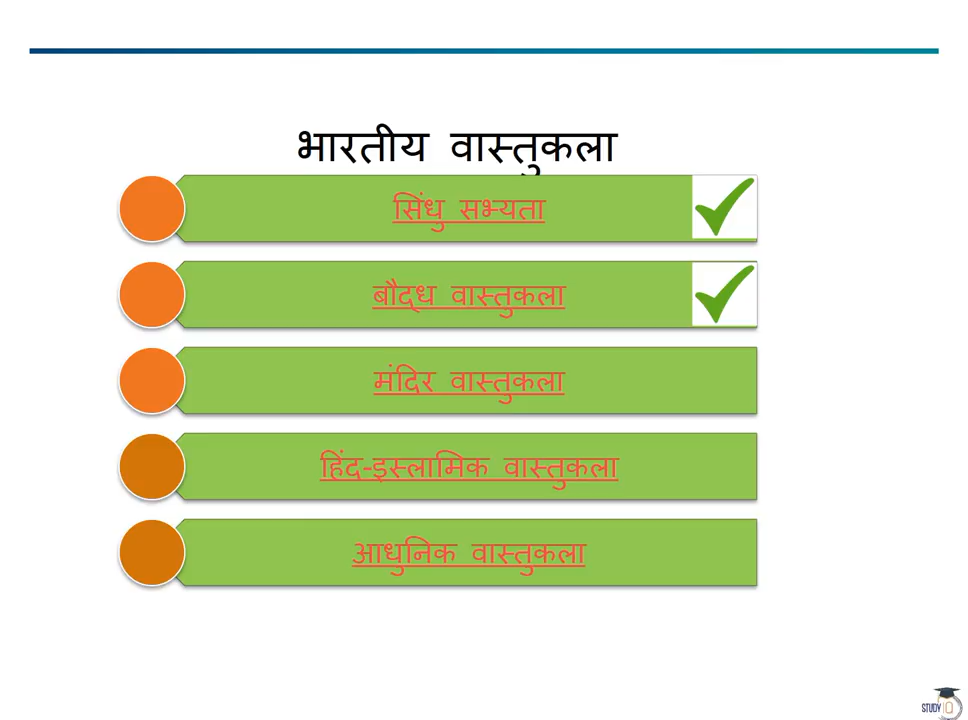 भारतीय वास्तुकला
सिंधु सभ्यता
बौद्ध वास्तुकला
मंदिर वास्तुकला
हिंद-इस्लामिक वास्तुकला
आधुनिक वास्तुकला
STUDY IQ